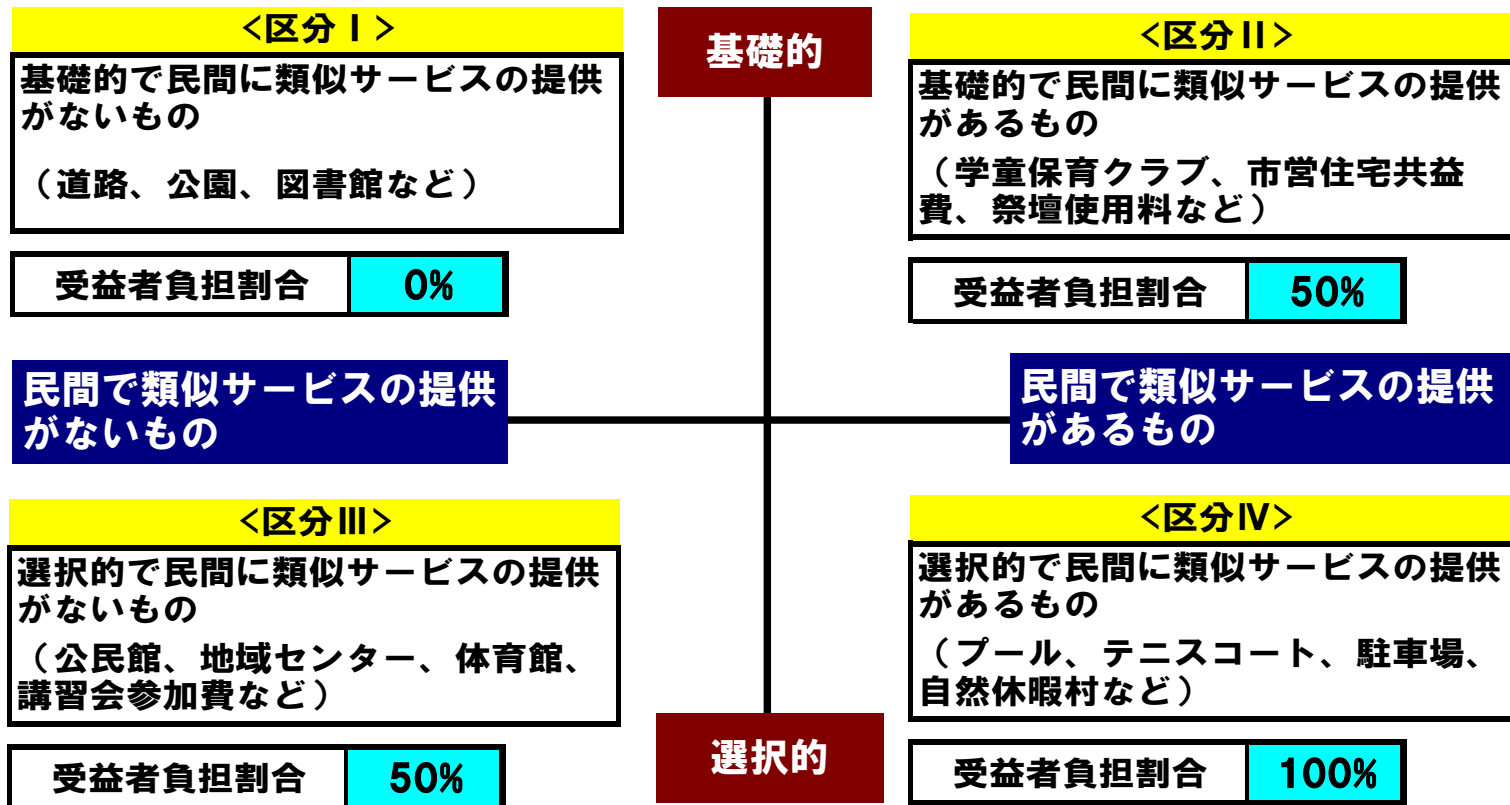 <区分Ⅰ>
基礎的で民間に類似サービスの提供
がないもの
（道路、公園、図書館など）
受益者負担割合 0%
基礎的
<区分Ⅱ>
基礎的で民間に類似サービスの提供
があるもの
（学童保育クラブ、市営住宅共益
費、祭壇使用料など）
受益者負担割合 50%
民間で類似サービスの提供
がないもの
民間で類似サービスの提供
があるもの
<区分Ⅲ>
選択的で民間に類似サービスの提供
がないもの
（公民館、地域センター、体育館、
講習会参加費など）
受益者負担割合 50%
選択的
<区分Ⅳ>
選択的で民間に類似サービスの提供
があるもの
（プール、テニスコート、駐車場、
自然休暇村など）
受益者負担割合 100%